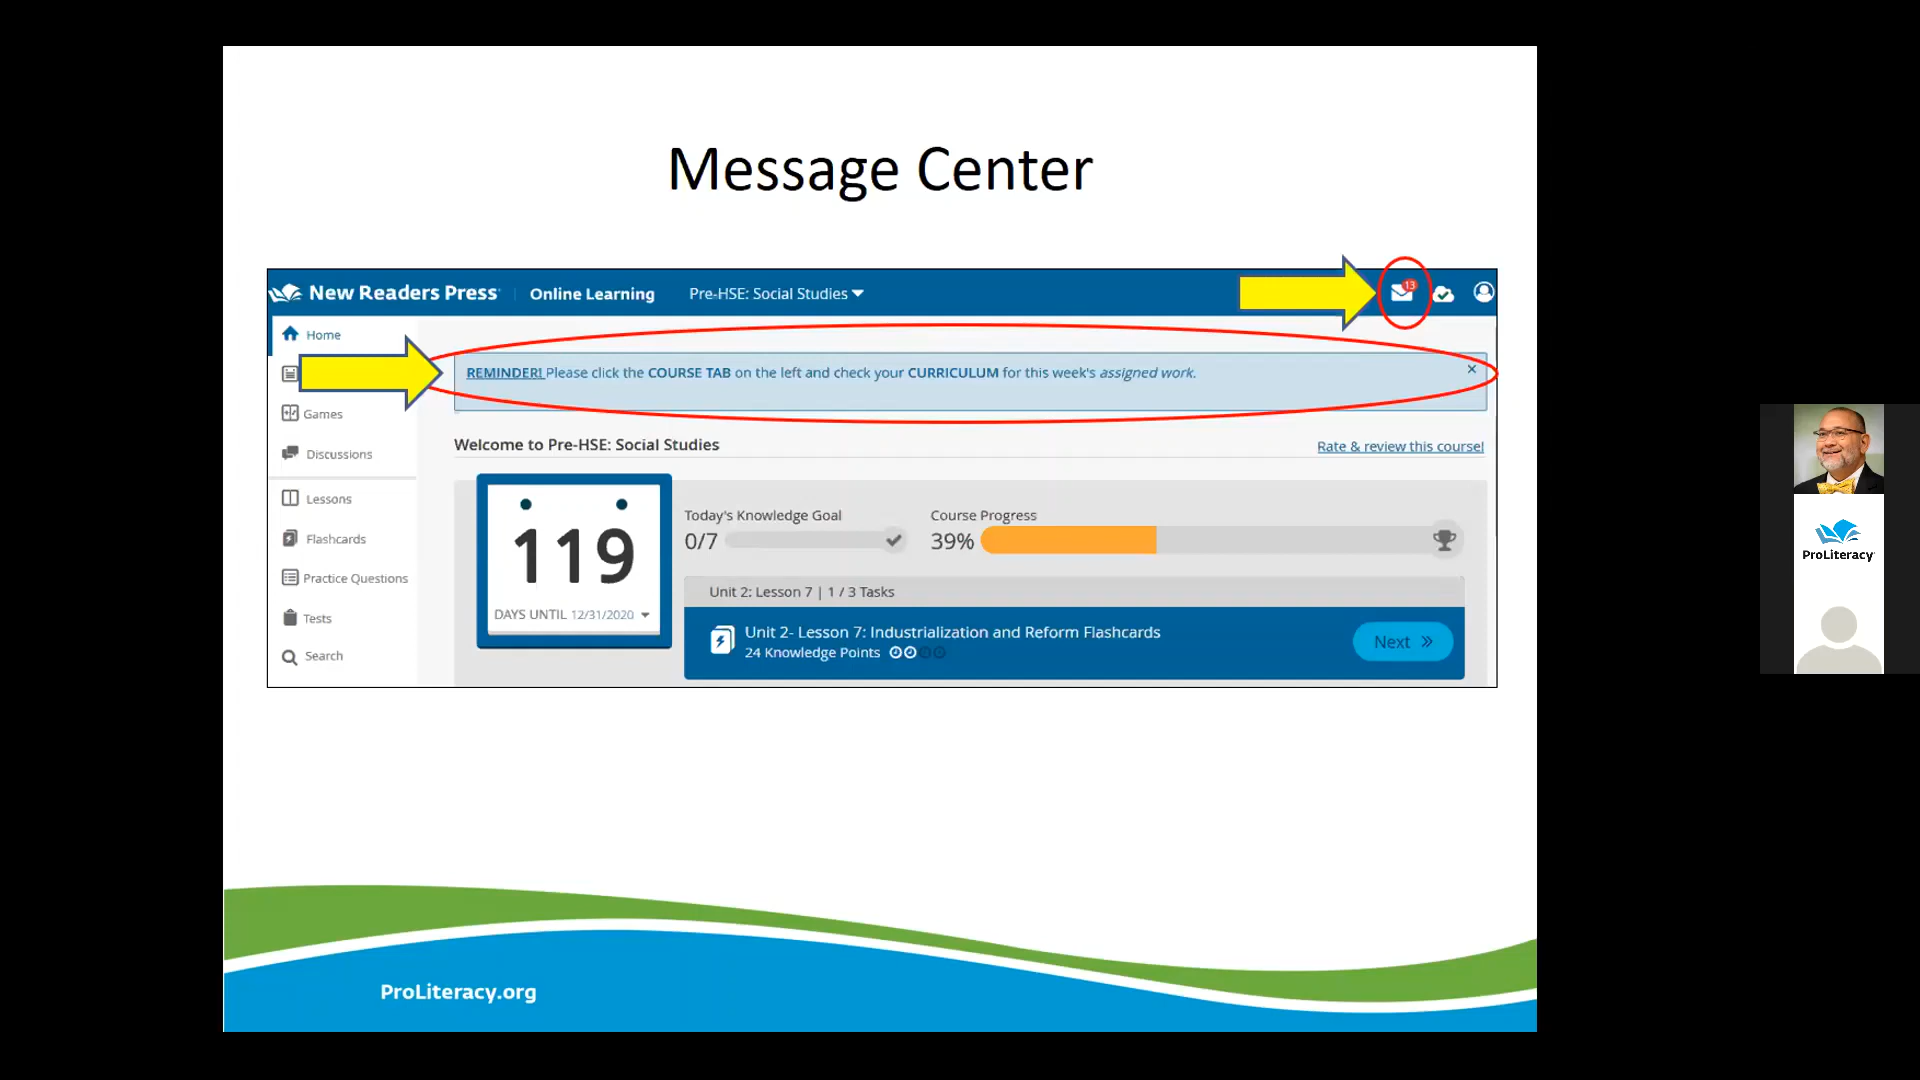 Message Center
New Readers Press
Online Learning
Pre-HSE: Social Studies
13
Home
REMINDER! Please click the COURSE TAB on the left and check your CURRICULUM for this week's assigned work.
Games
Discussions
Lessons
Flashcards
Practice Questions
Tests
Search
Welcome to Pre-HSE: Social Studies
Rate & review this course!
119
DAYS UNTIL 12/31/2020
Today's Knowledge Goal
0/7
Course Progress
39%
Unit 2: Lesson 7 | 1 / 3 Tasks
Unit 2- Lesson 7: Industrialization and Reform Flashcards
24 Knowledge Points
Next
ProLiteracy
ProLiteracy.org